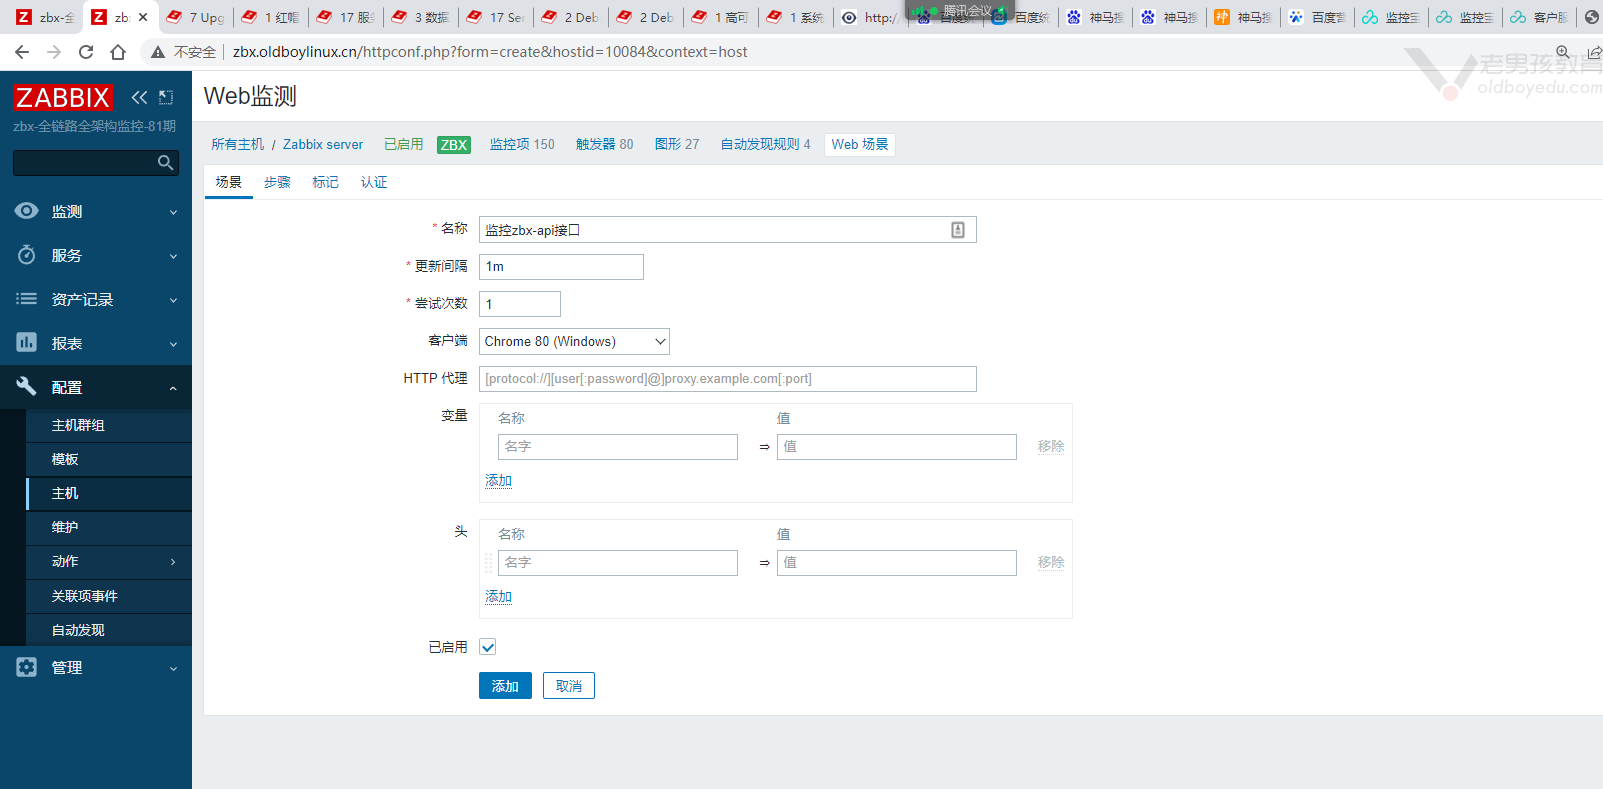 zbx-全
zb:
7 Upg
1 红帽
17 服务
3 数据
17 Ser
2 Deb
2 Deb
1 高可
1 系统
http:/
腾讯会议
百度统
神马搜
神马搜
神马搜
百度营
监控宝
监控宝
客户服
不安全
zbx.oldboylinux.cn/httpconf.php?form=create&hostid=10084&context=host
老男孩教育
oldboyedu.com
ZABBIX
zbx-全链路全架构监控-81期
监测
服务
资产记录
报表
配置
主机群组
模板
主机
维护
动作
关联项事件
自动发现
管理
Web监测
所有主机 / Zabbix server 已启用 ZBX 监控项 150 触发器 80 图形 27 自动发现规则 4 Web 场景
场景 步骤 标记 认证
* 名称 监控zbx-api接口
* 更新间隔 1m
* 尝试次数 1
客户端 Chrome 80 (Windows)
HTTP 代理 [protocol://][user[:password]@]proxy.example.com[:port]
变量 名称 值
名字 ⇒ 值 移除
添加
头 名称 值
名字 ⇒ 值 移除
添加
已启用
添加 取消